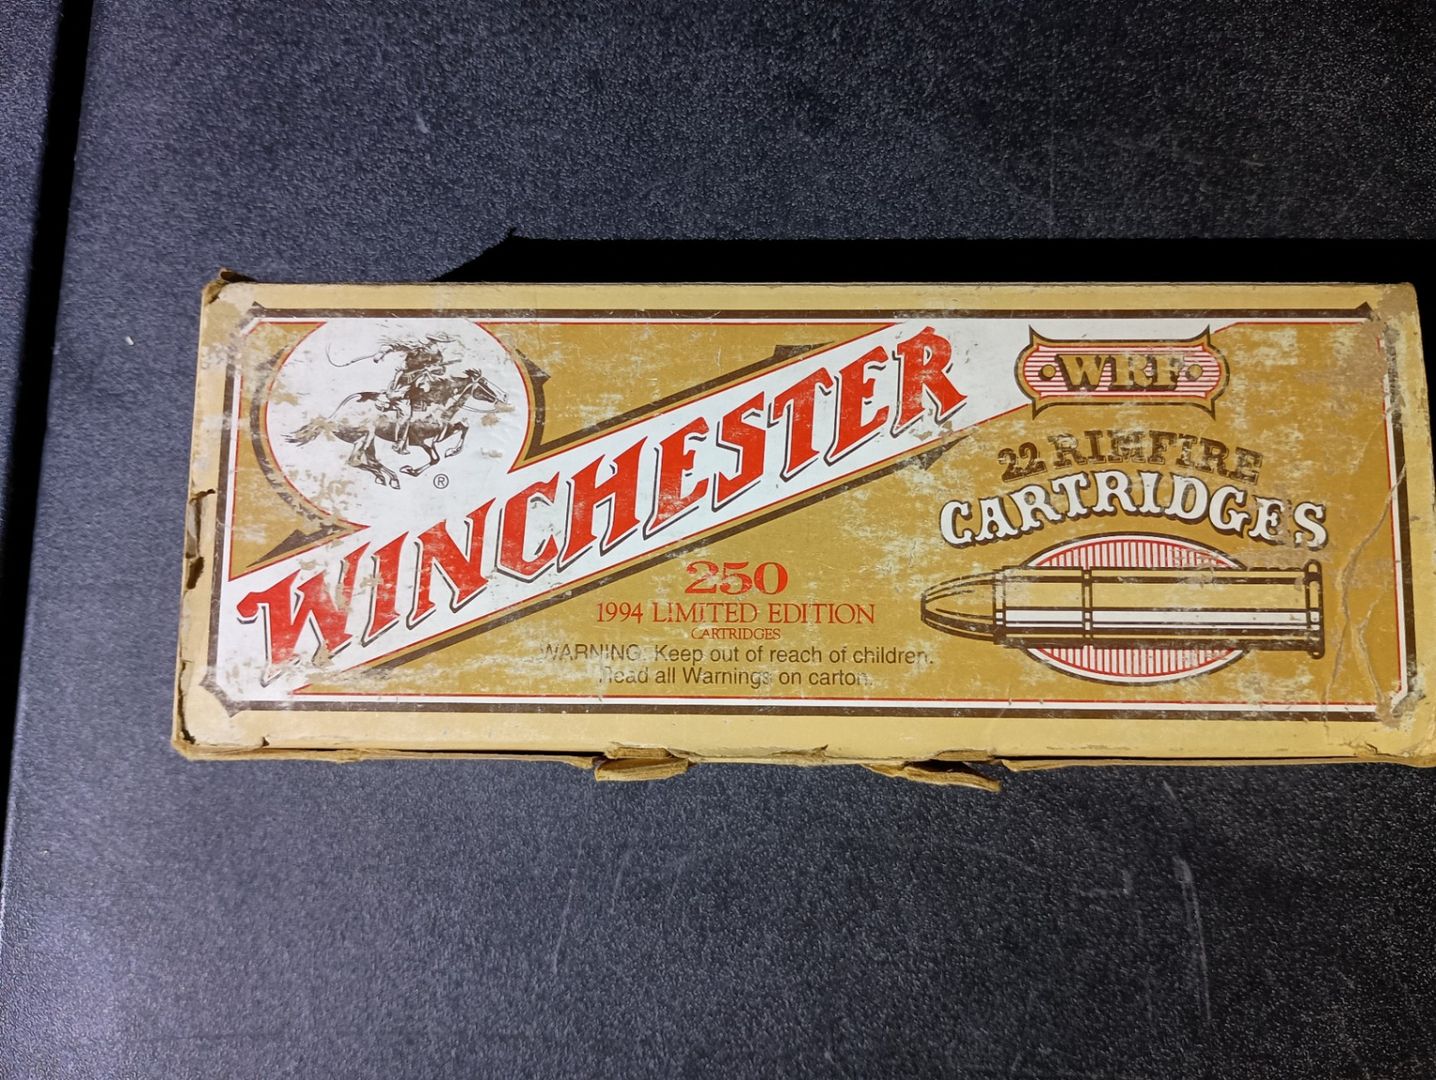 WINCHESTER
®
·WRF·
22 RIMFIRE
CARTRIDGES
250
1994 LIMITED EDITION
CARTRIDGES
WARNING: Keep out of reach of children.
Read all Warnings on carton.